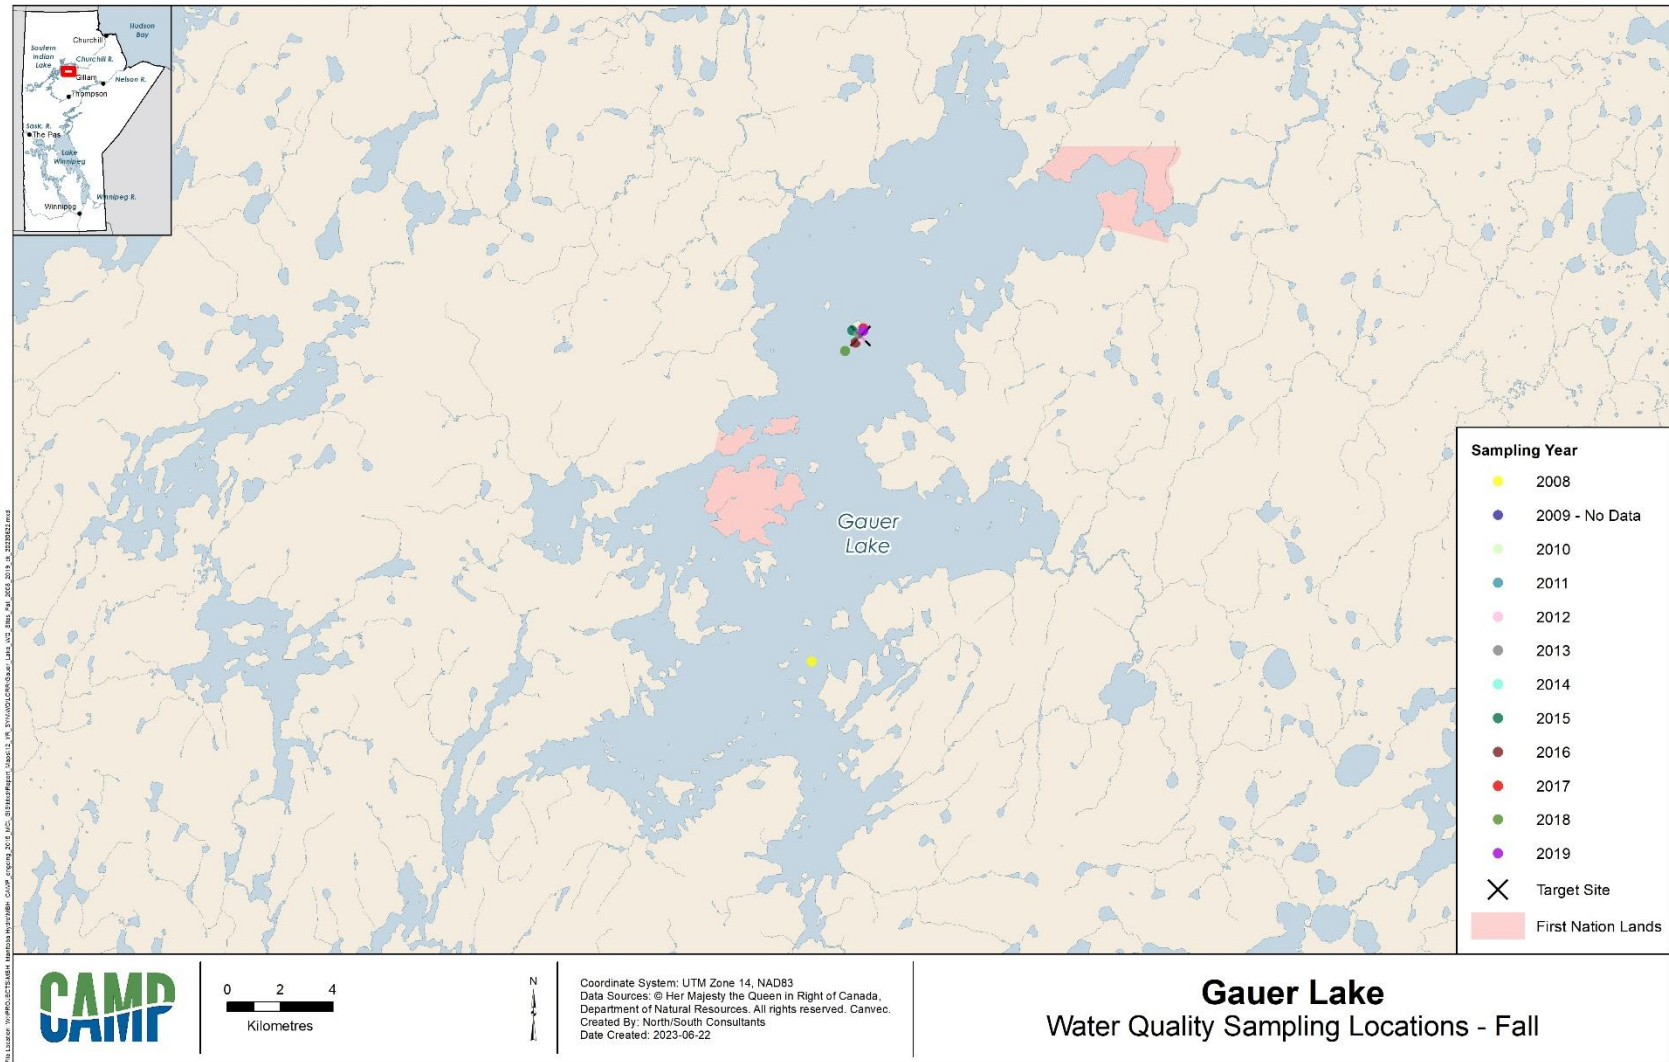 Hudson
Bay
Churchill
Southern
Indian
Lake
Churchill R.
Gillam
Nelson R.
Thompson
Sask. R.
The Pas
Lake
Winnipeg
Winnipeg R.
Winnipeg
Gauer
Lake
Sampling Year
2008
2009 - No Data
2010
2011
2012
2013
2014
2015
2016
2017
2018
2019
Target Site
First Nation Lands
CAMP
0 2 4
Kilometres
N
Coordinate System: UTM Zone 14, NAD83
Data Sources: © Her Majesty the Queen in Right of Canada,
Department of Natural Resources. All rights reserved. Canvec.
Created By: North/South Consultants
Date Created: 2023-06-22
Gauer Lake
Water Quality Sampling Locations - Fall